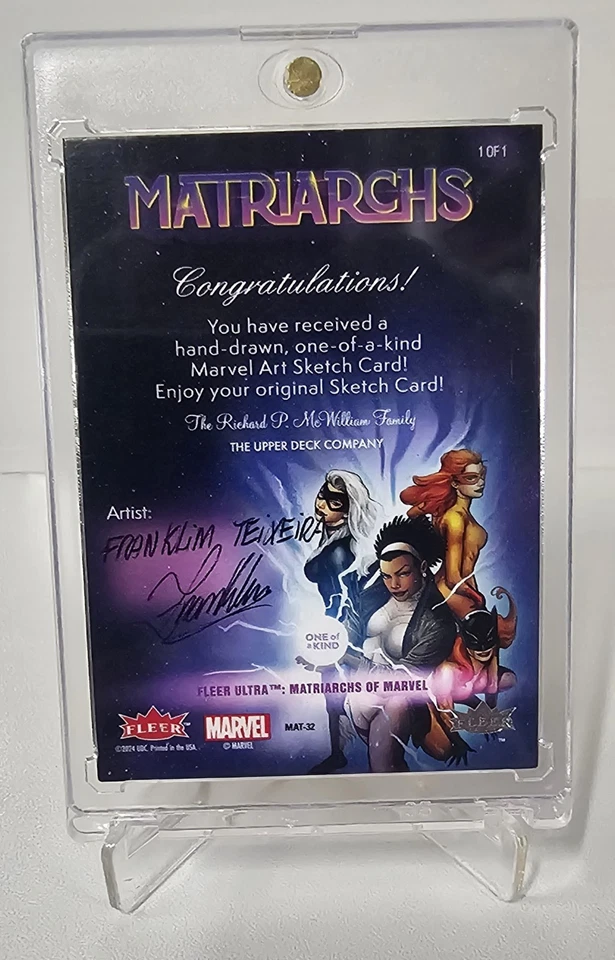 1 OF 1
MATRIARCHS
Congratulations!
You have received a
hand-drawn, one-of-a-kind
Marvel Art Sketch Card!
Enjoy your original Sketch Card!
The Richard P. McWilliam Family
THE UPPER DECK COMPANY
Artist:
FRANKLIM TEIXEIRA
Franklin
ONE of
a KIND
FLEER ULTRA™: MATRIARCHS OF MARVEL
FLEER MARVEL MAT-32 FLEER
©2024 UDC. Printed in the USA. © MARVEL ™